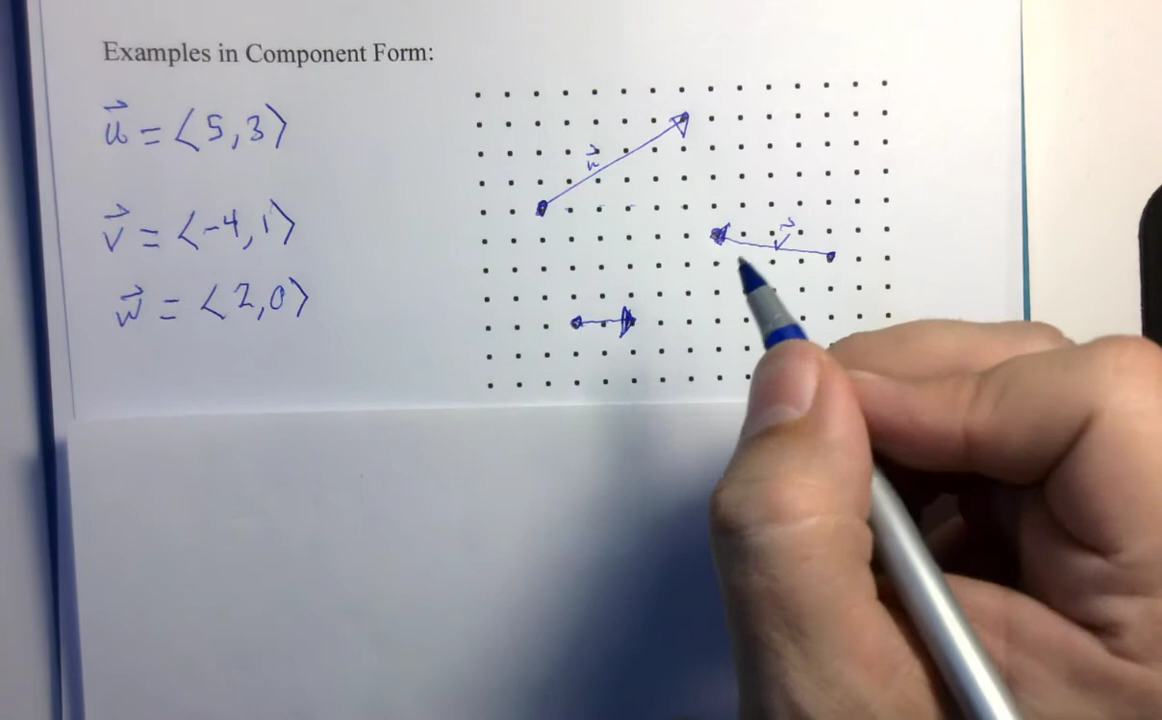 Examples in Component Form:
u⃗ = ⟨5,3⟩
v⃗ = ⟨-4,1⟩
w⃗ = ⟨2,0⟩
u⃗
v⃗